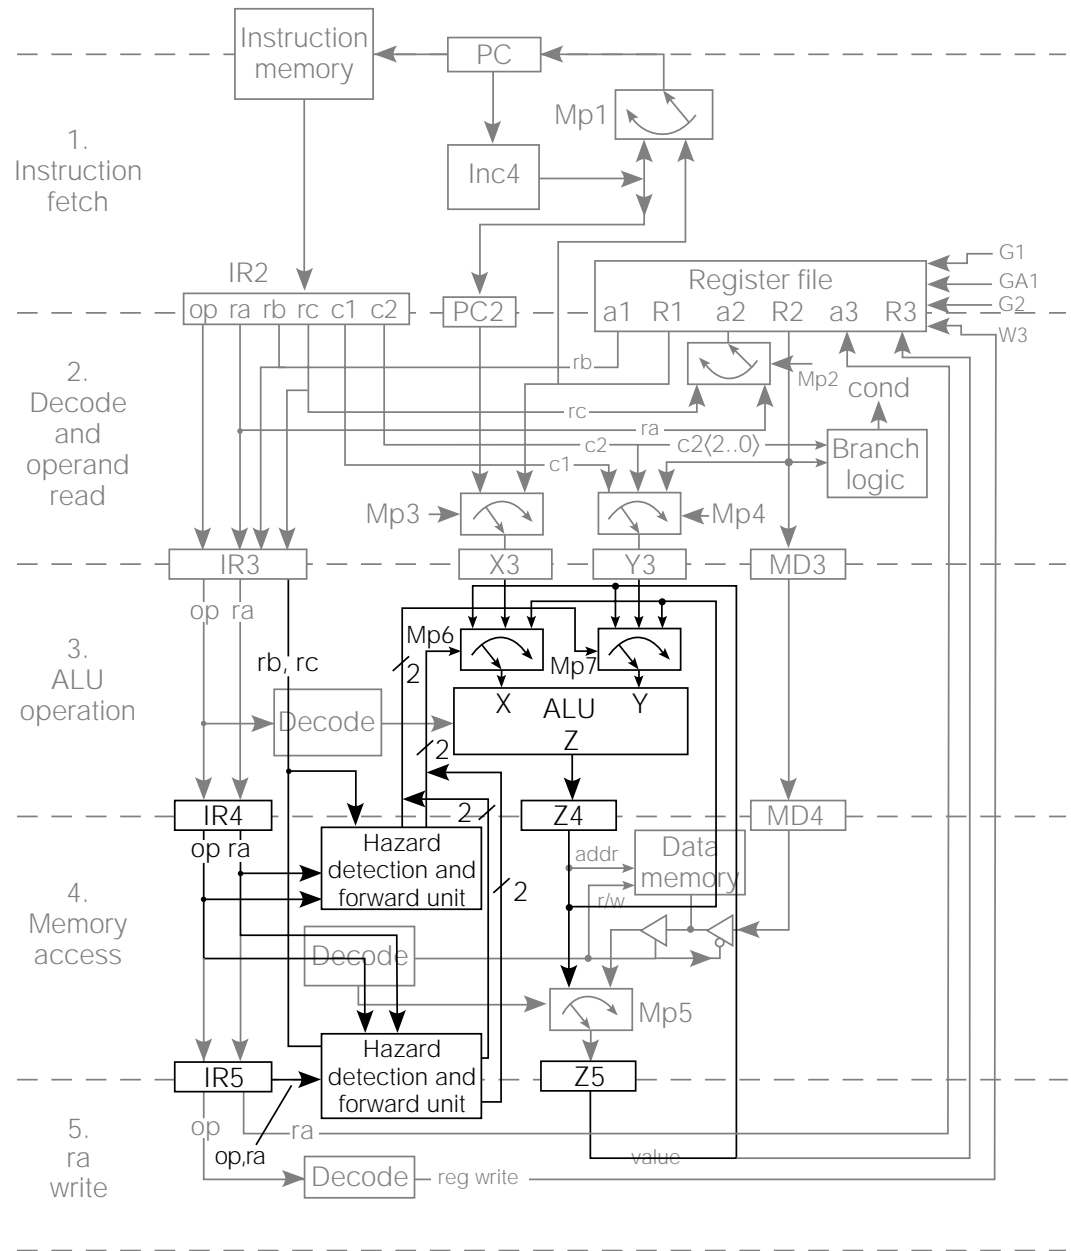 Instruction
memory
PC
Mp1
1.
Instruction
fetch
Inc4
IR2
op ra rb rc c1 c2
PC2
Register file
a1 R1 a2 R2 a3 R3
G1
GA1
G2
W3
2.
Decode
and
operand
read
rb
Mp2
cond
rc
ra
c2
c2⟨2..0⟩
c1
Branch
logic
Mp3
Mp4
IR3
X3
Y3
MD3
op ra
3.
ALU
operation
rb, rc
Mp6
2
Mp7
Decode
X
ALU
Y
Z
2
IR4
2
Z4
MD4
op ra
Hazard
detection and
forward unit
2
addr
Data
memory
r/w
4.
Memory
access
Decode
Mp5
Hazard
detection and
forward unit
IR5
Z5
5.
ra
write
op
ra
op,ra
value
Decode
reg write